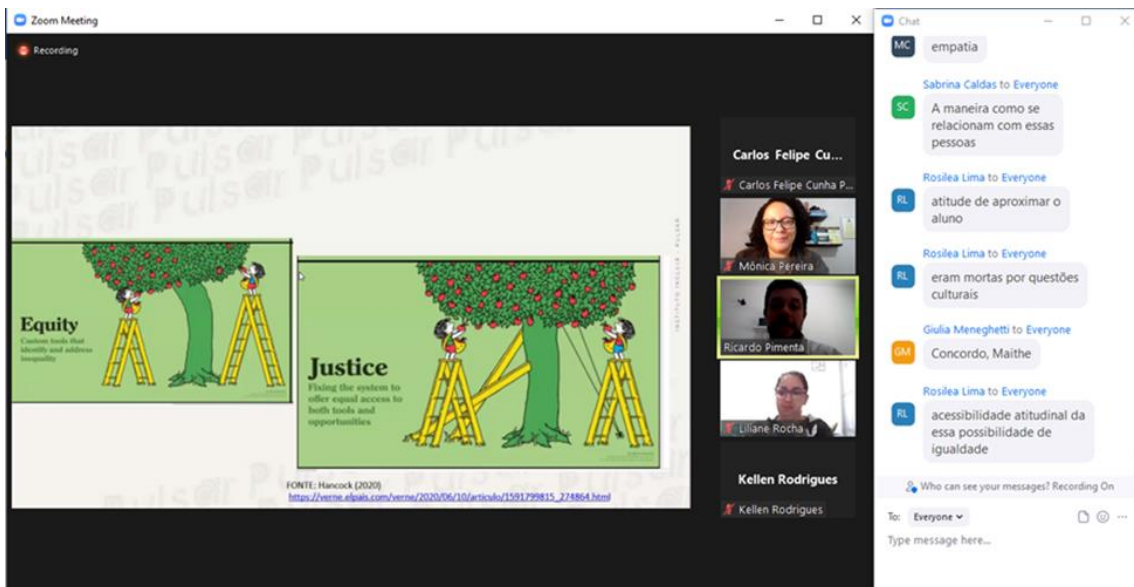 Zoom Meeting
Recording
Pulsar Pulsar
Equity
Custom tools that
identify and address
inequality
Justice
Fixing the system to
offer equal access to
both tools and
opportunities
FONTE: Hancock (2020)
https://verne.elpais.com/verne/2020/06/10/articulo/1591799815_274864.html
Carlos Felipe Cu...
Carlos Felipe Cunha P...
Mônica Pereira
Ricardo Pimenta
Liliane Rocha
Kellen Rodrigues
Kellen Rodrigues
Chat
MC
empatia
Sabrina Caldas to Everyone
SC
A maneira como se
relacionam com essas
pessoas
Rosilea Lima to Everyone
RL
atitude de aproximar o
aluno
Rosilea Lima to Everyone
RL
eram mortas por questões
culturais
Giulia Meneghetti to Everyone
GM
Concordo, Maithe
Rosilea Lima to Everyone
RL
acessibilidade atitudinal da
essa possibilidade de
igualdade
Who can see your messages? Recording On
To: Everyone
Type message here...